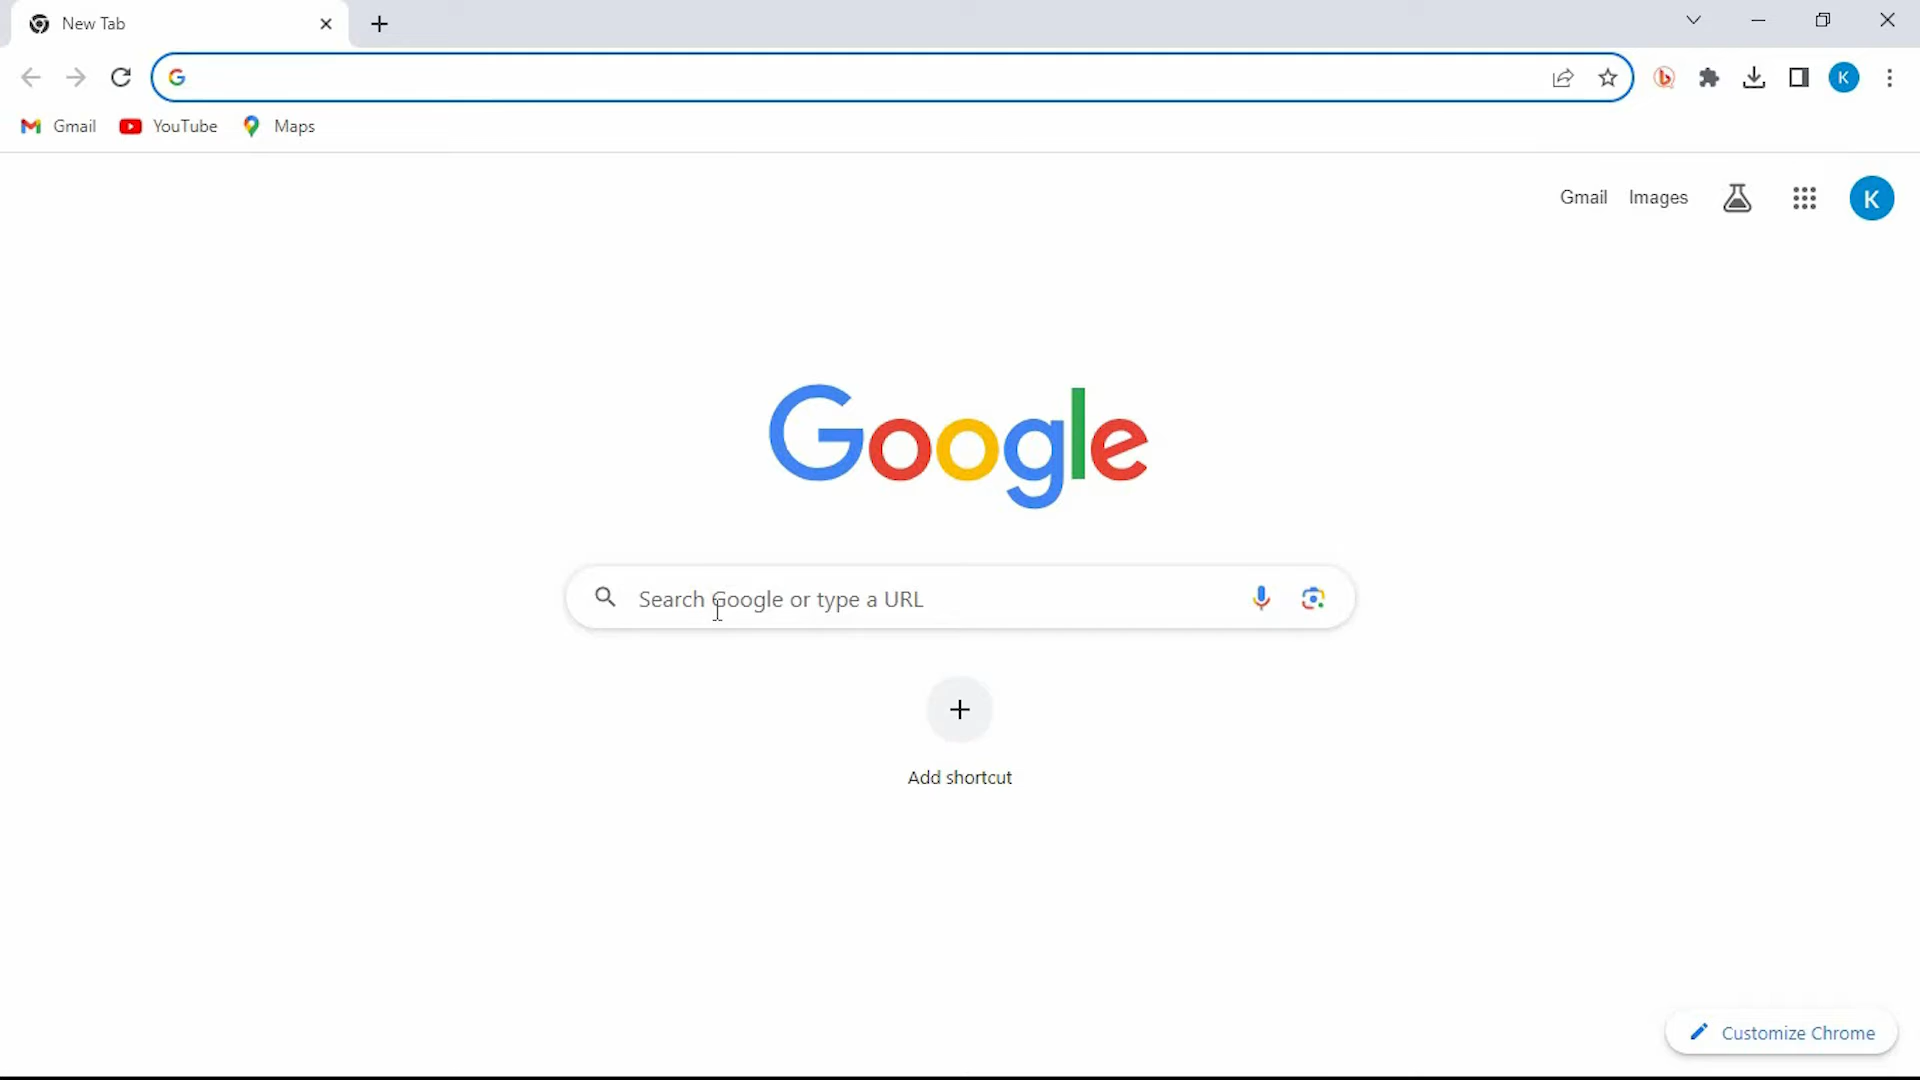 New Tab
Gmail YouTube Maps
Gmail Images K
Google
Search Google or type a URL
Add shortcut
Customize Chrome